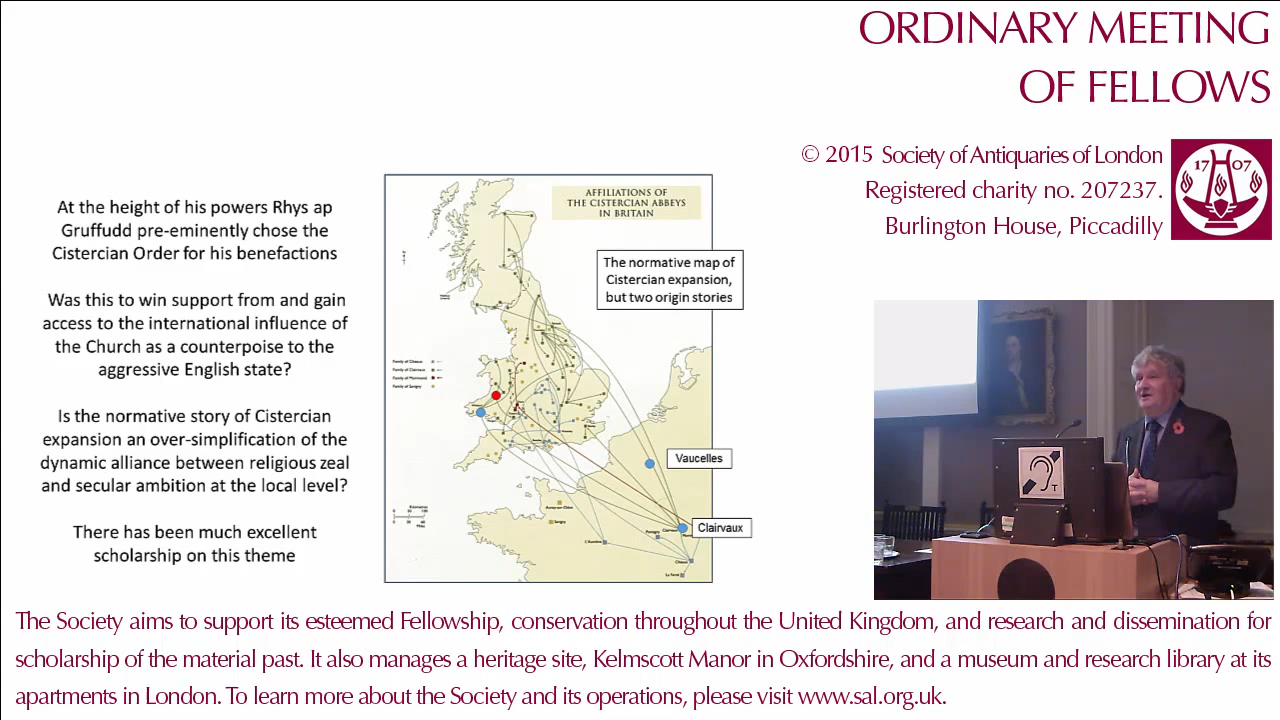 ORDINARY MEETING
OF FELLOWS
© 2015 Society of Antiquaries of London
Registered charity no. 207237.
Burlington House, Piccadilly
17 07
At the height of his powers Rhys ap
Gruffudd pre-eminently chose the
Cistercian Order for his benefactions
Was this to win support from and gain
access to the international influence of
the Church as a counterpoise to the
aggressive English state?
Is the normative story of Cistercian
expansion an over-simplification of the
dynamic alliance between religious zeal
and secular ambition at the local level?
There has been much excellent
scholarship on this theme
AFFILIATIONS OF
THE CISTERCIAN ABBEYS
IN BRITAIN
The normative map of
Cistercian expansion,
but two origin stories
Vaucelles
Clairvaux
T
The Society aims to support its esteemed Fellowship, conservation throughout the United Kingdom, and research and dissemination for
scholarship of the material past. It also manages a heritage site, Kelmscott Manor in Oxfordshire, and a museum and research library at its
apartments in London. To learn more about the Society and its operations, please visit www.sal.org.uk.